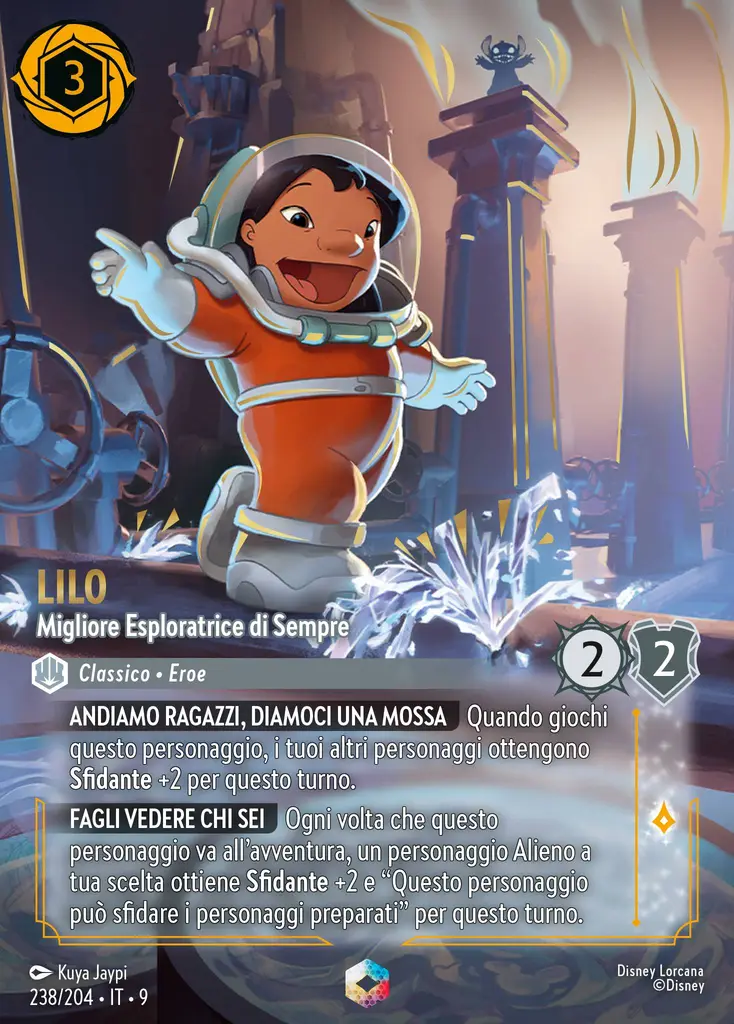 3
LILO
Migliore Esploratrice di Sempre
2
2
Classico • Eroe
ANDIAMO RAGAZZI, DIAMOCI UNA MOSSA Quando giochi
questo personaggio, i tuoi altri personaggi ottengono
Sfidante +2 per questo turno.
FAGLI VEDERE CHI SEI Ogni volta che questo
personaggio va all’avventura, un personaggio Alieno a
tua scelta ottiene Sfidante +2 e “Questo personaggio
può sfidare i personaggi preparati” per questo turno.
Kuya Jaypi
238/204 • IT • 9
Disney Lorcana
©Disney